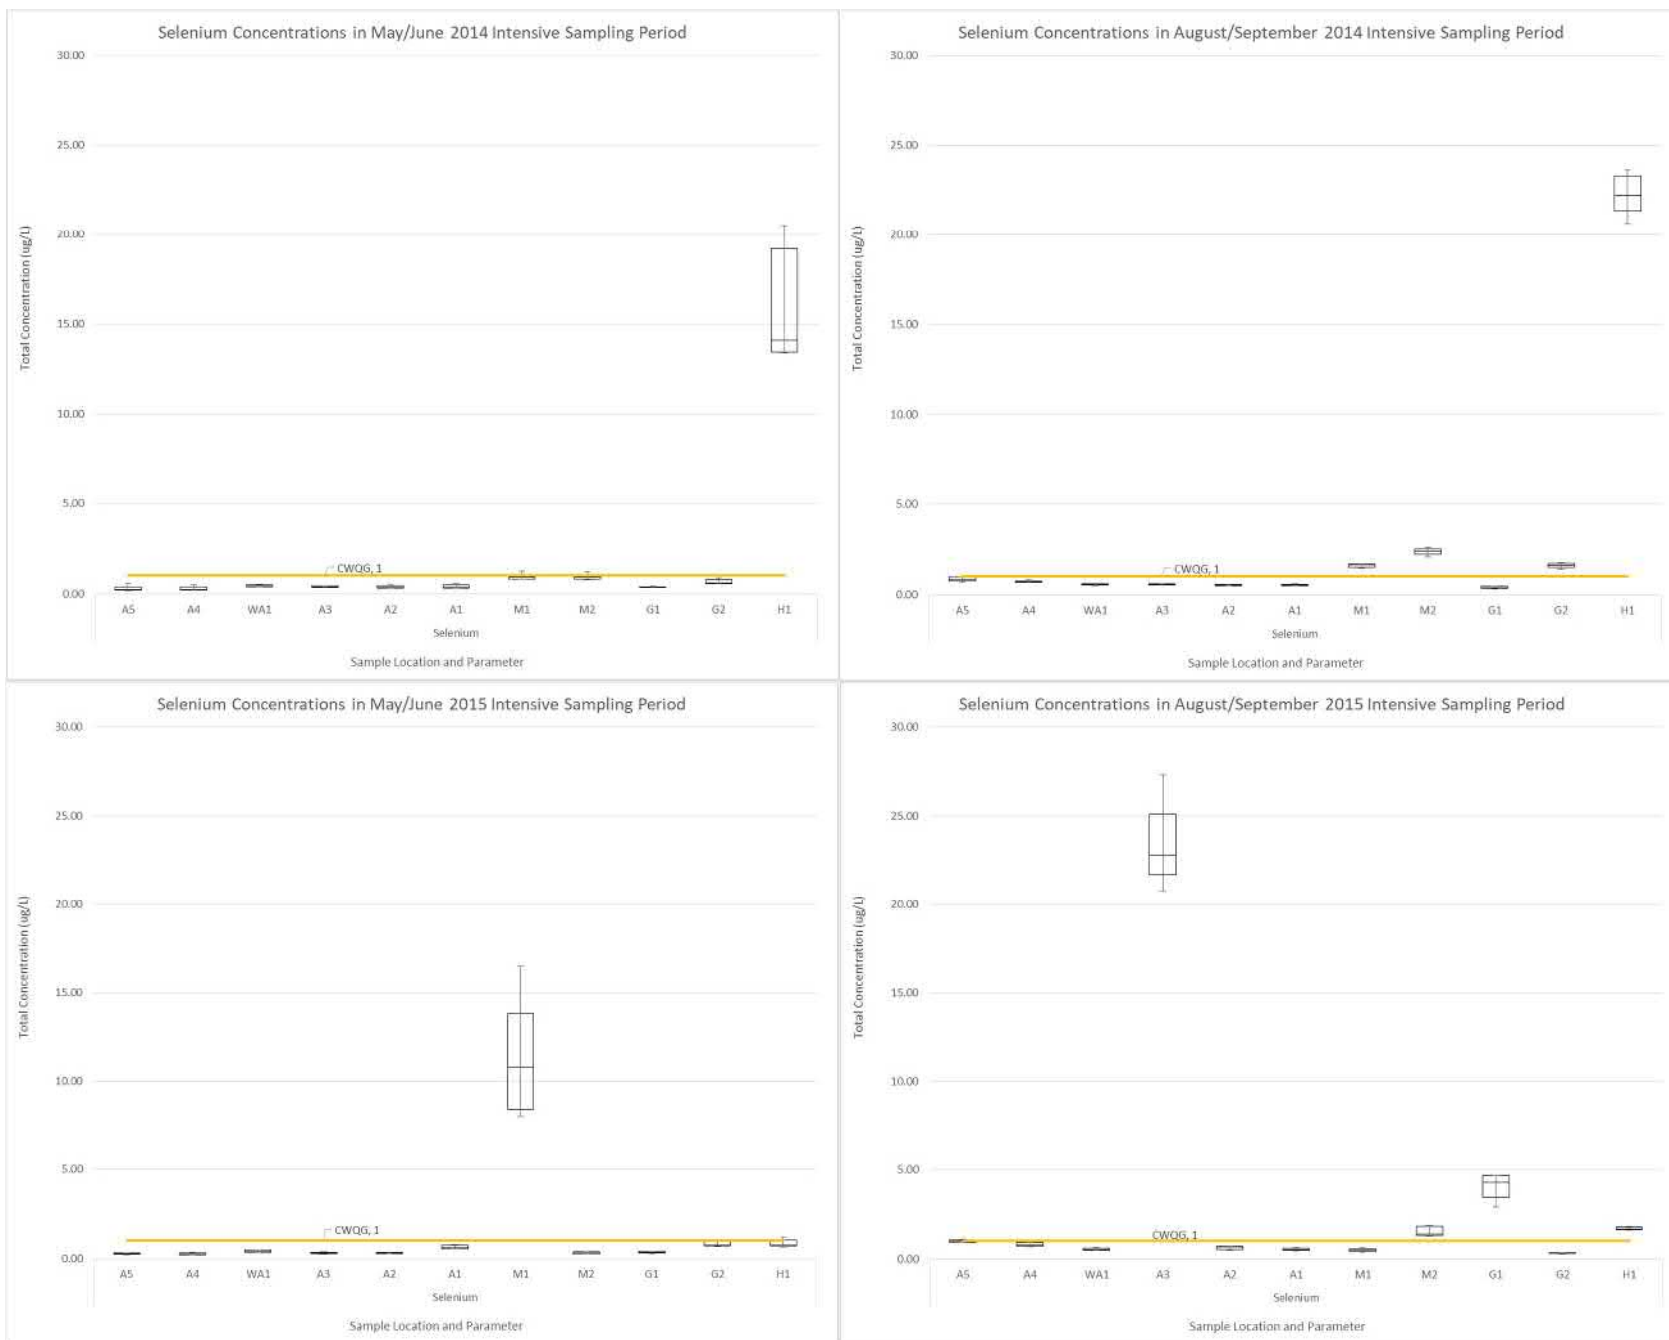 Selenium Concentrations in May/June 2014 Intensive Sampling Period
30.00
25.00
20.00
15.00
10.00
5.00
0.00
Total Concentration (ug/L)
CWQG, 1
A5 A4 WA1 A3 A2 A1 M1 M2 G1 G2 H1
Selenium
Sample Location and Parameter
Selenium Concentrations in August/September 2014 Intensive Sampling Period
30.00
25.00
20.00
15.00
10.00
5.00
0.00
Total Concentration (ug/L)
CWQG, 1
A5 A4 WA1 A3 A2 A1 M1 M2 G1 G2 H1
Selenium
Sample Location and Parameter
Selenium Concentrations in May/June 2015 Intensive Sampling Period
30.00
25.00
20.00
15.00
10.00
5.00
0.00
Total Concentration (ug/L)
CWQG, 1
A5 A4 WA1 A3 A2 A1 M1 M2 G1 G2 H1
Selenium
Sample Location and Parameter
Selenium Concentrations in August/September 2015 Intensive Sampling Period
30.00
25.00
20.00
15.00
10.00
5.00
0.00
Total Concentration (ug/L)
CWQG, 1
A5 A4 WA1 A3 A2 A1 M1 M2 G1 G2 H1
Selenium
Sample Location and Parameter